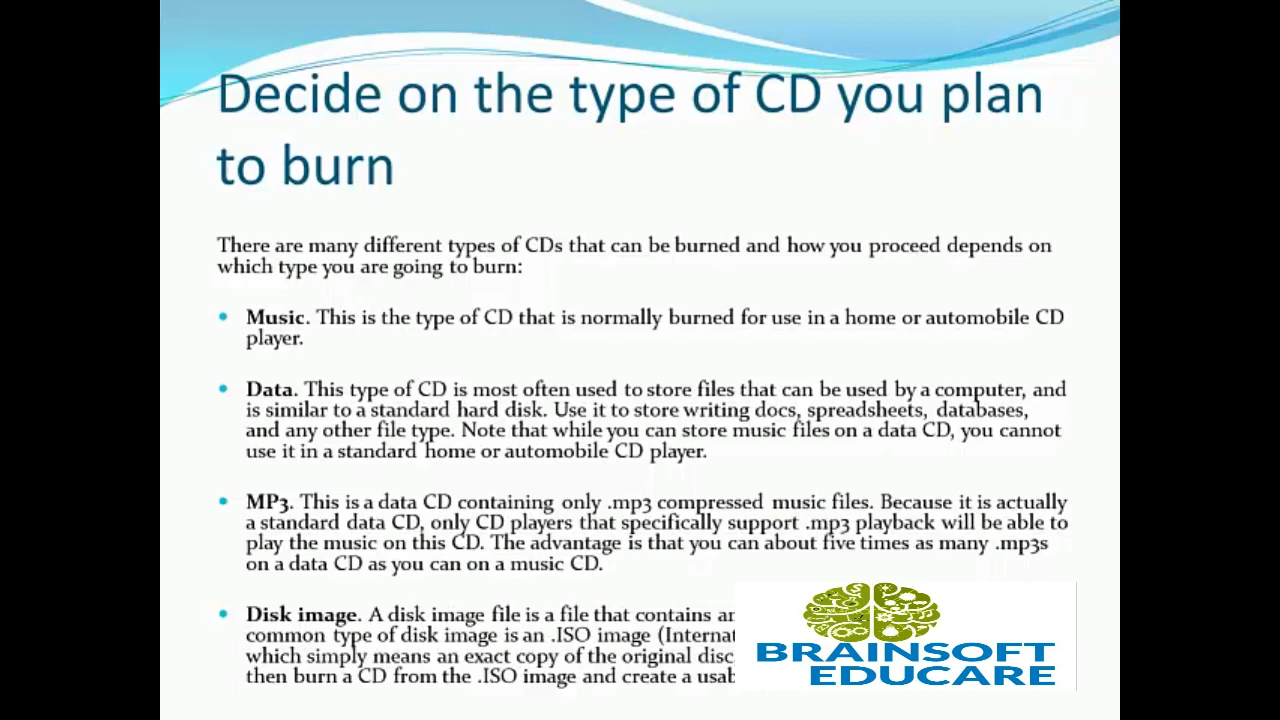 Decide on the type of CD you plan
to burn
There are many different types of CDs that can be burned and how you proceed depends on
which type you are going to burn:
• Music. This is the type of CD that is normally burned for use in a home or automobile CD
player.
• Data. This type of CD is most often used to store files that can be used by a computer, and
is similar to a standard hard disk. Use it to store writing docs, spreadsheets, databases,
and any other file type. Note that while you can store music files on a data CD, you cannot
use it in a standard home or automobile CD player.
• MP3. This is a data CD containing only .mp3 compressed music files. Because it is actually
a standard data CD, only CD players that specifically support .mp3 playback will be able to
play the music on this CD. The advantage is that you can about five times as many .mp3s
on a data CD as you can on a music CD.
• Disk image. A disk image file is a file that contains
common type of disk image is an .ISO image
which simply means an exact copy of the original disc
then burn a CD from the .ISO image and create a
BRAINSOFT
EDUCARE